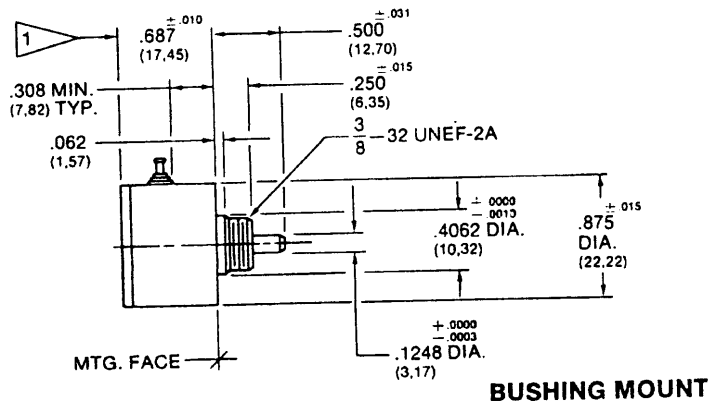 1
± .010
.687
(17,45)
± .031
.500
(12,70)
.308 MIN.
(7,82) TYP.
± .015
.250
(6,35)
.062
(1,57)
3/8 — 32 UNEF-2A
+ .0000
− .0013
.4062 DIA.
(10,32)
± .015
.875
DIA.
(22,22)
+ .0000
− .0003
.1248 DIA.
(3,17)
MTG. FACE
BUSHING MOUNT